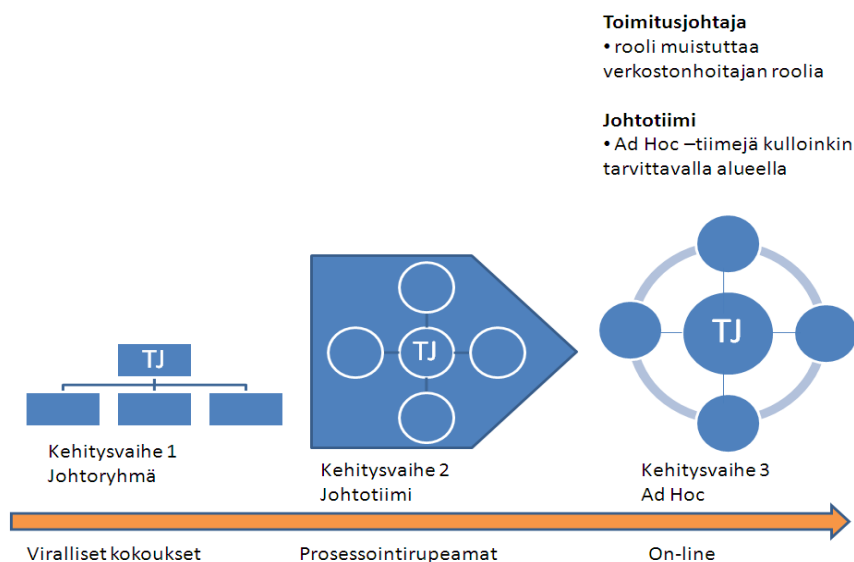 Toimitusjohtaja
• rooli muistuttaa
verkostonhoitajan roolia
Johtotiimi
• Ad Hoc –tiimejä kulloinkin
tarvittavalla alueella
TJ
TJ
TJ
Kehitysvaihe 1
Johtoryhmä
Kehitysvaihe 2
Johtotiimi
Kehitysvaihe 3
Ad Hoc
Viralliset kokoukset
Prosessointirupeamat
On-line